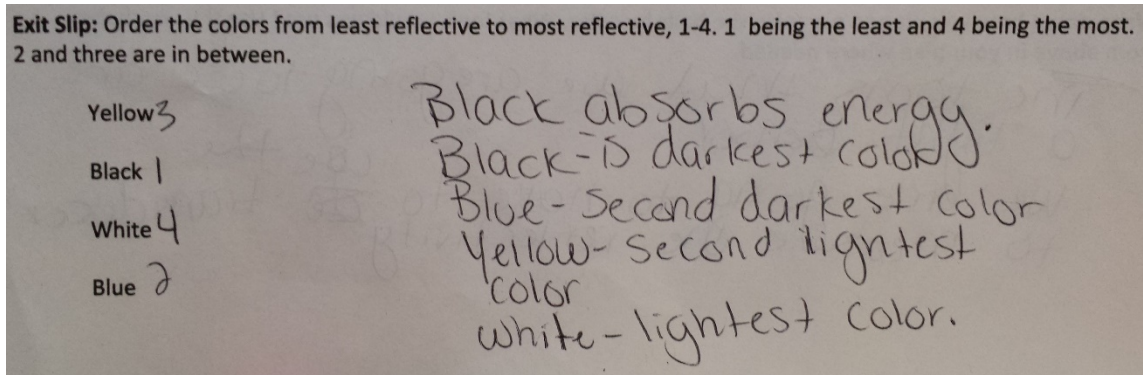 Exit Slip: Order the colors from least reflective to most reflective, 1-4. 1 being the least and 4 being the most.
2 and three are in between.
Yellow 3
Black 1
White 4
Blue 2
Black absorbs energy.
Black - is darkest color
Blue - Second darkest color
Yellow - Second lightest
color
white - lightest color.